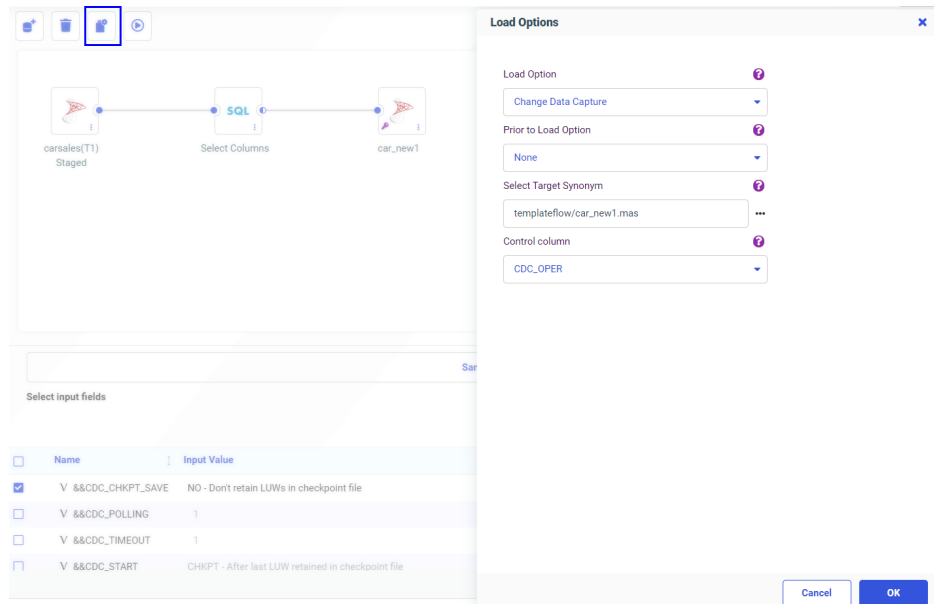 Load Options
Load Option
Change Data Capture
Prior to Load Option
None
Select Target Synonym
templateflow/car_new1.mas
Control column
CDC_OPER
Cancel
OK
SQL
carsales(T1)
Staged
Select Columns
car_new1
Sar
Select input fields
Name
Input Value
V &&CDC_CHKPT_SAVE
NO - Don't retain LUWs in checkpoint file
V &&CDC_POLLING
1
V &&CDC_TIMEOUT
1
V &&CDC_START
CHKPT - After last LUW retained in checkpoint file